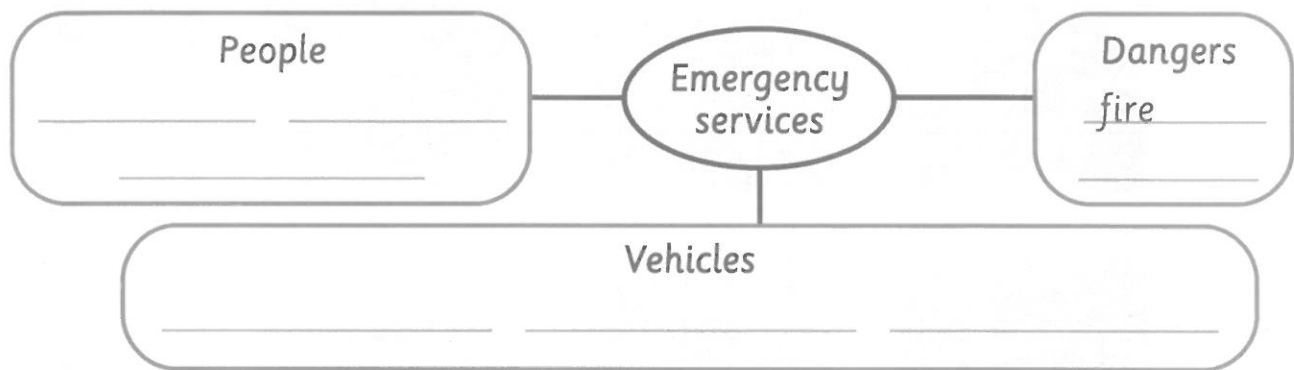 People
Emergency
services
Dangers
fire
Vehicles